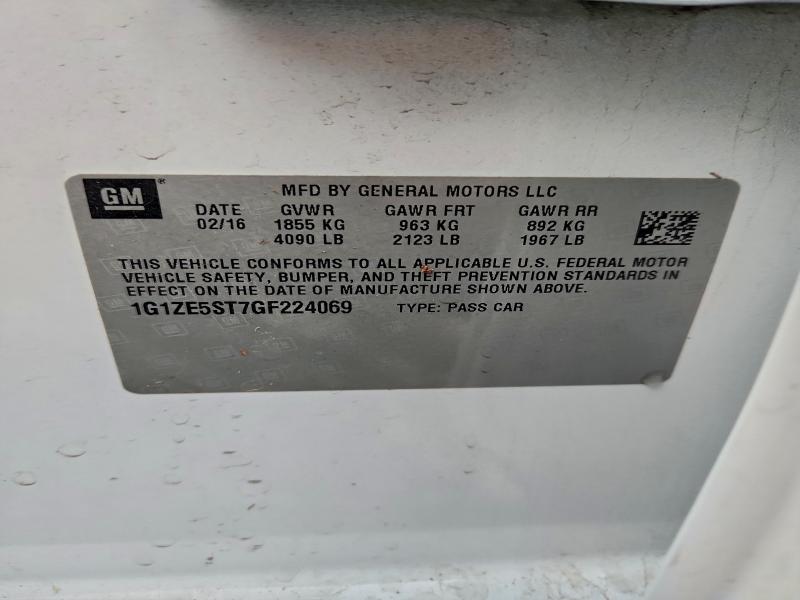 GM ® MFD BY GENERAL MOTORS LLC
DATE GVWR GAWR FRT GAWR RR
02/16 1855 KG 963 KG 892 KG
4090 LB 2123 LB 1967 LB
THIS VEHICLE CONFORMS TO ALL APPLICABLE U.S. FEDERAL MOTOR
VEHICLE SAFETY, BUMPER, AND THEFT PREVENTION STANDARDS IN
EFFECT ON THE DATE OF MANUFACTURE SHOWN ABOVE.
1G1ZE5ST7GF224069 TYPE: PASS CAR